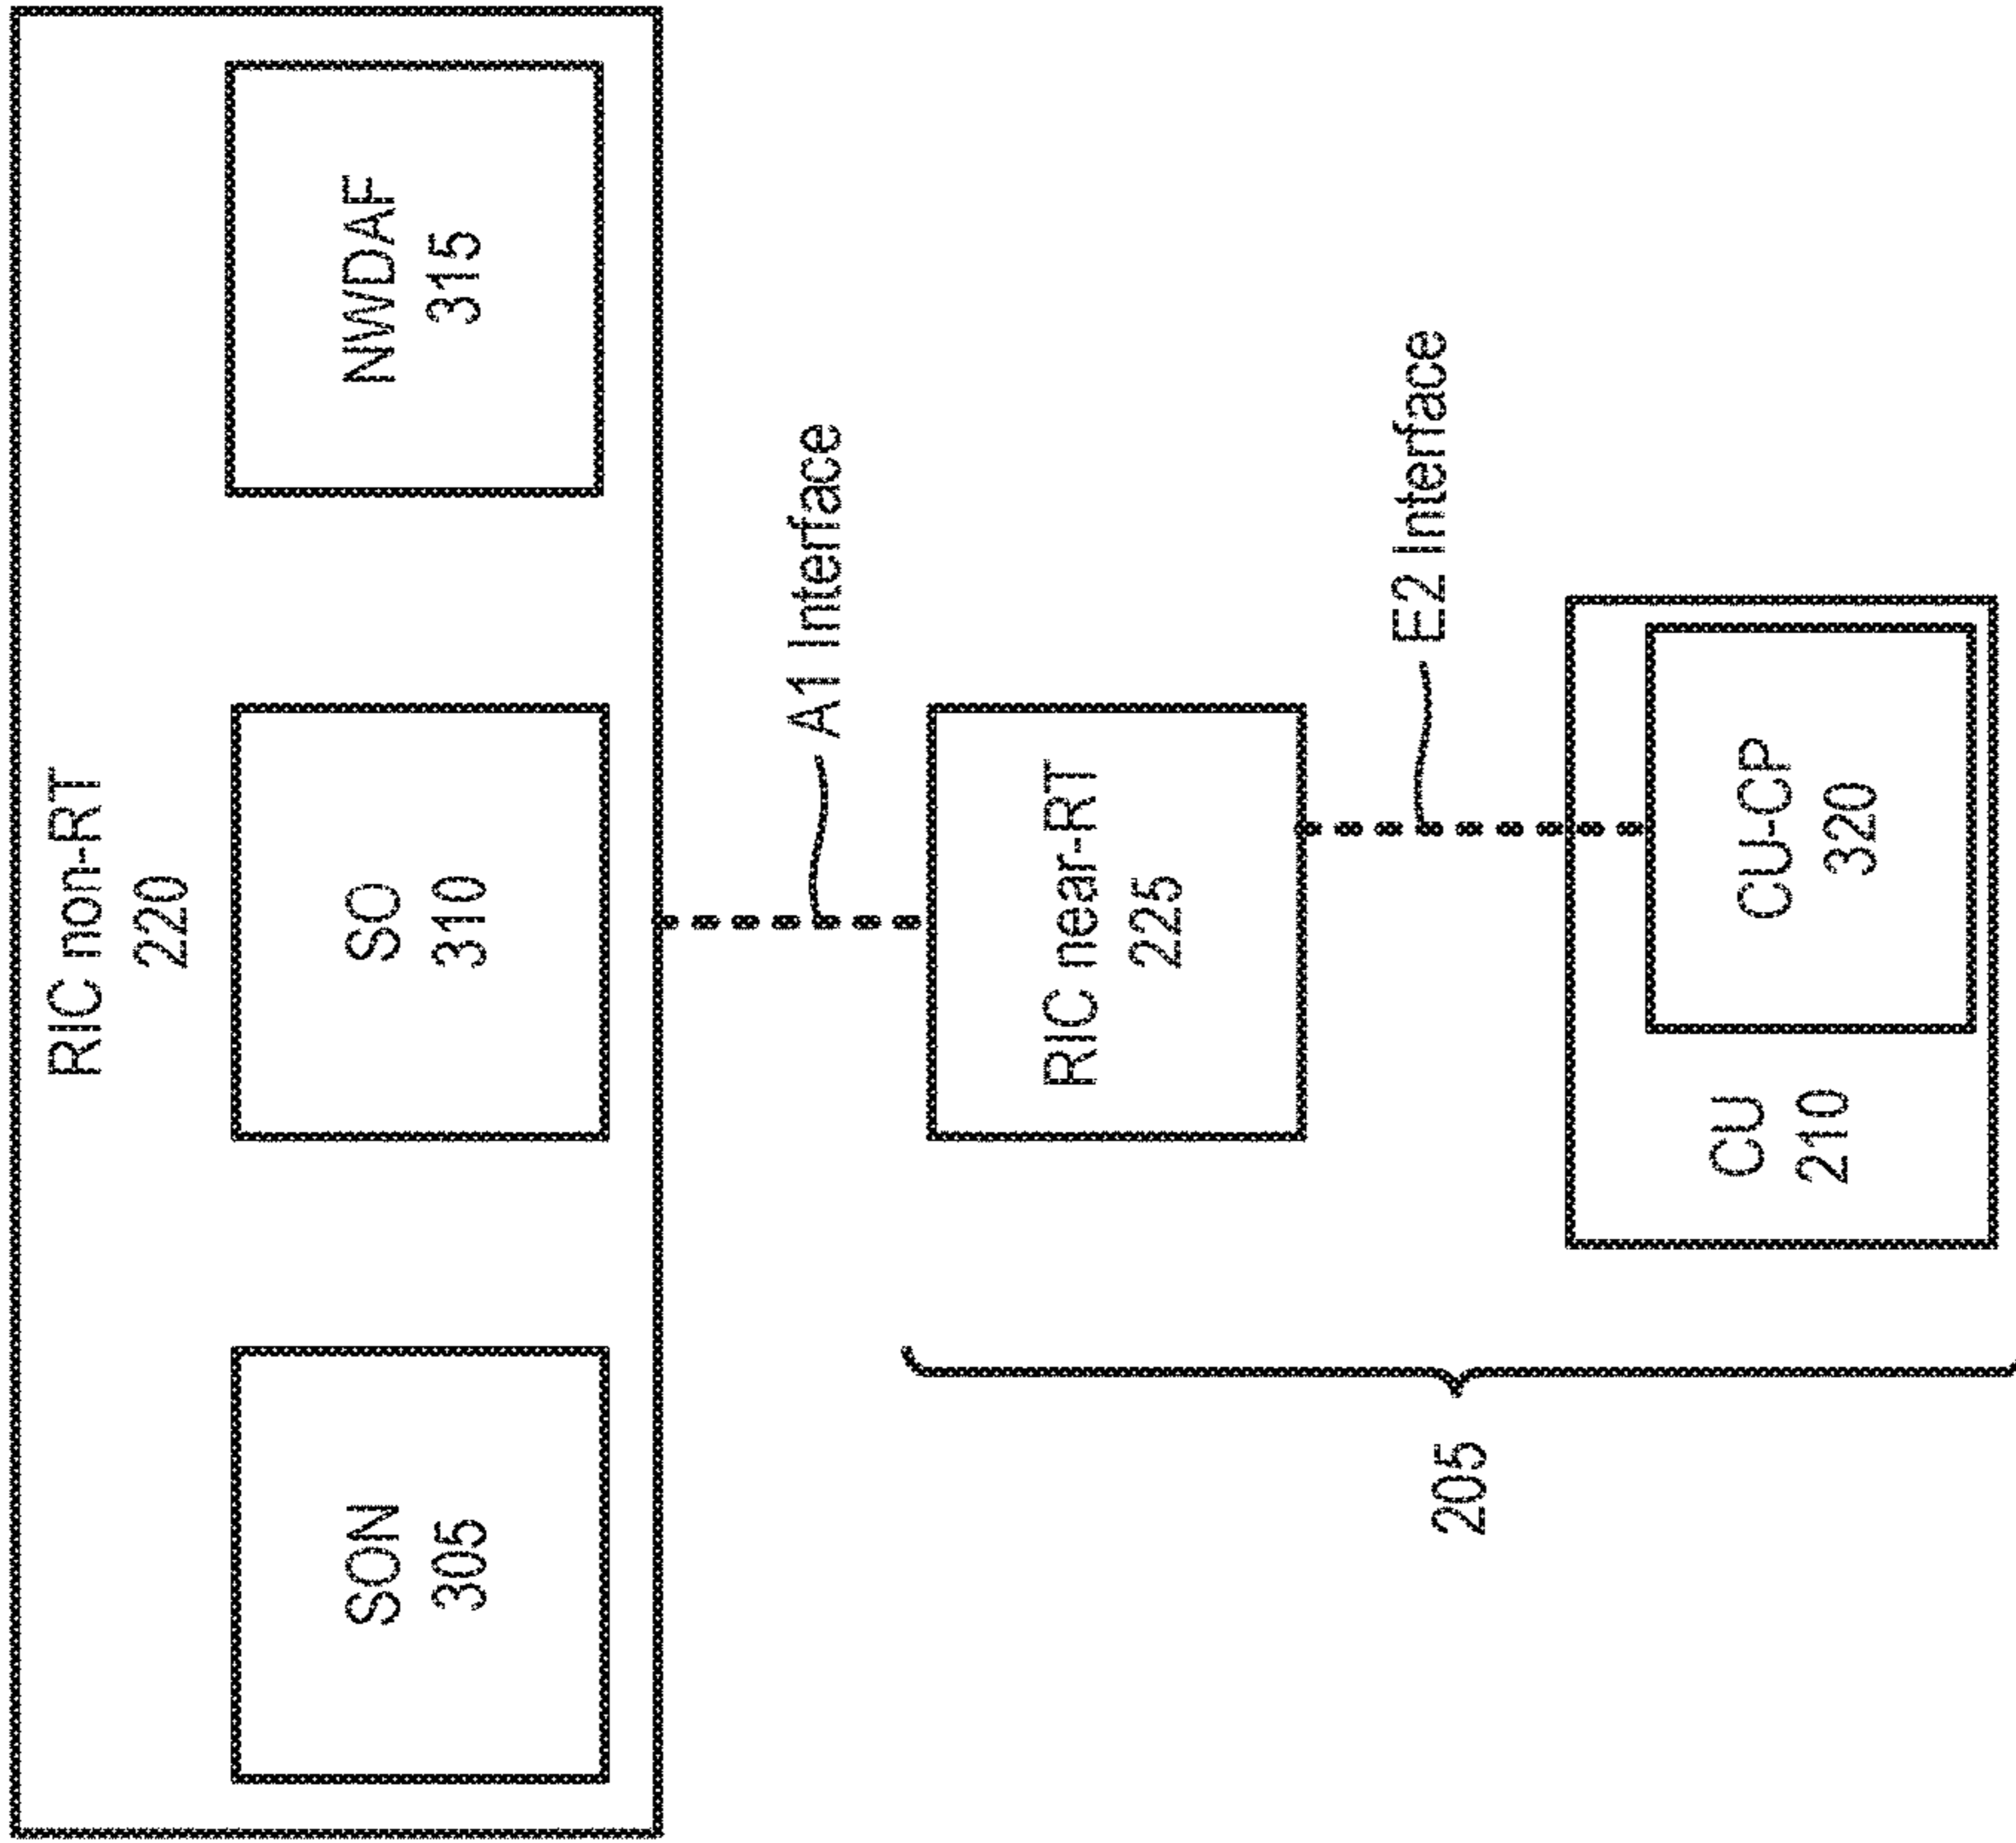 RIC non-RT
220
SON
305
SO
310
NWDAF
315
A1 Interface
RIC near-RT
225
E2 Interface
205
CU
210
CU-CP
320